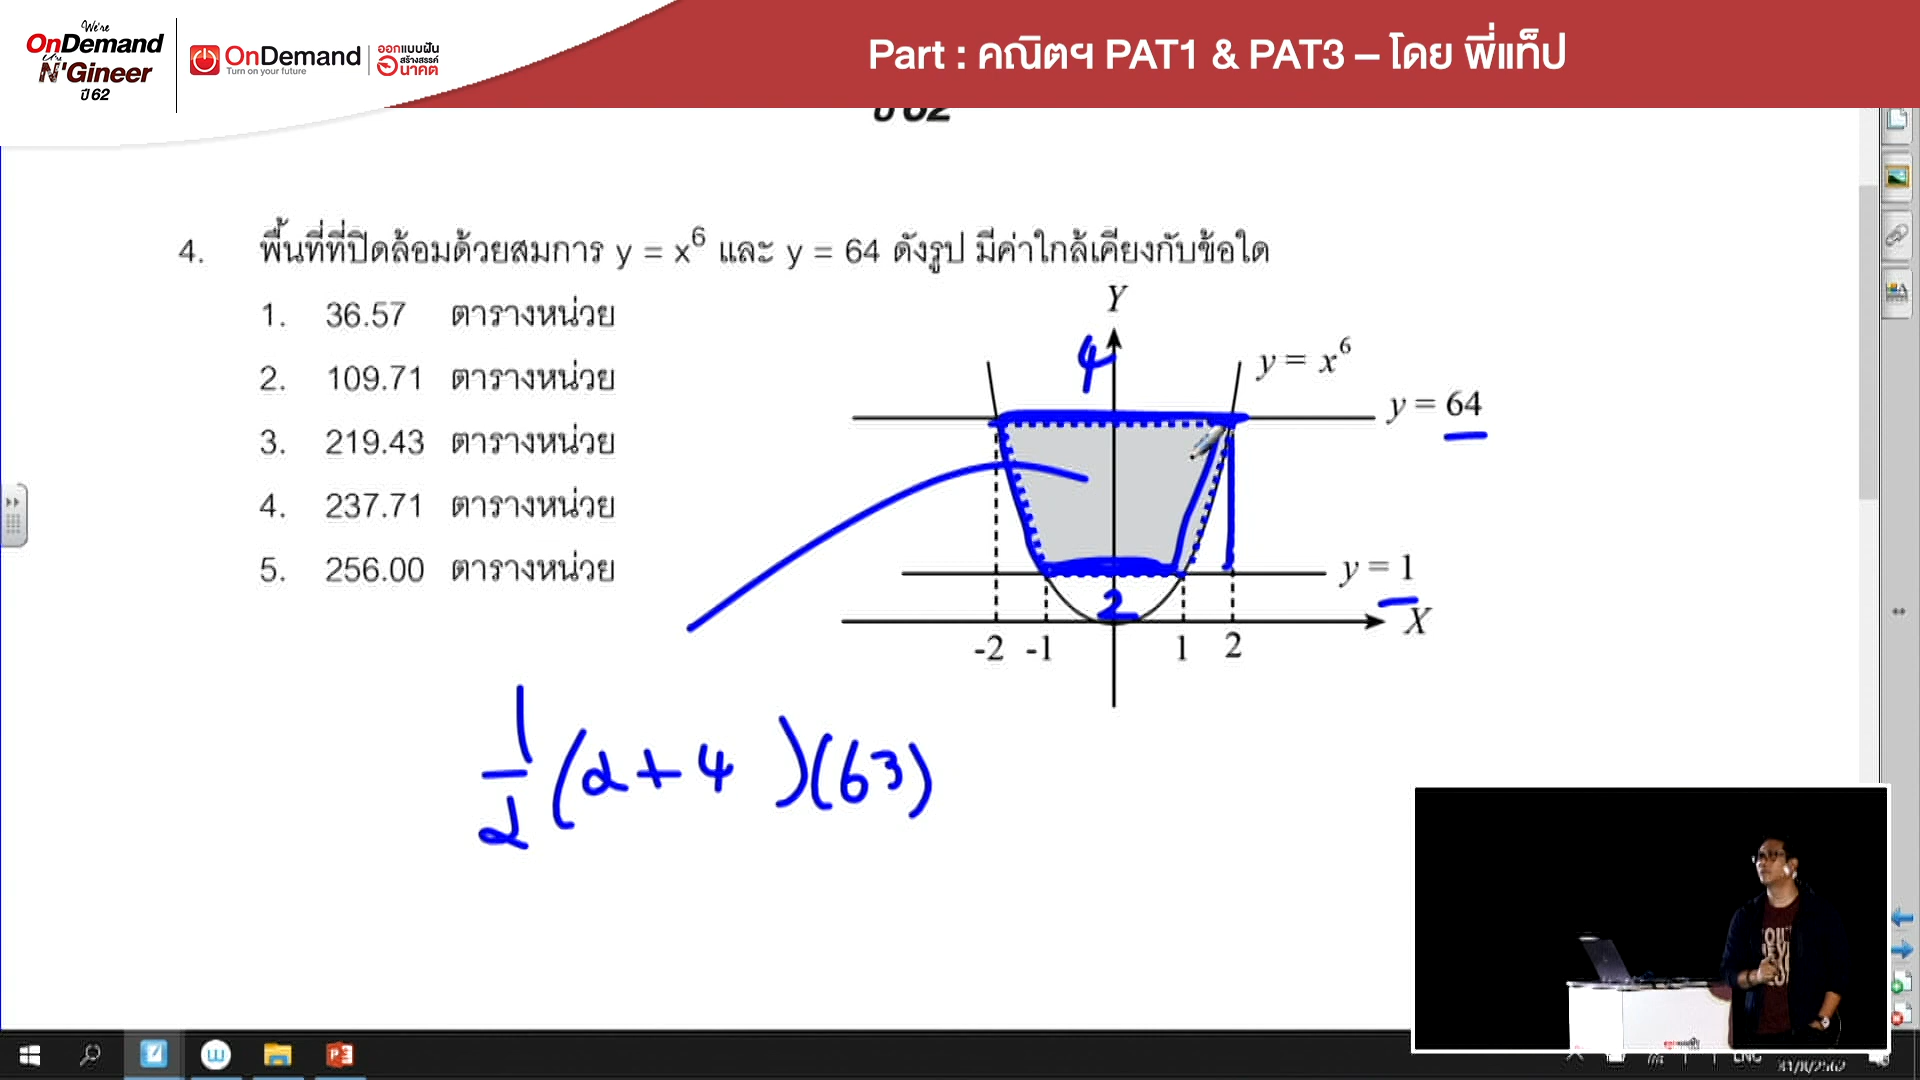 We're
OnDemand
Un
N'Gineer
ปี 62
OnDemand
Turn on your future
ออกแบบฝัน
สร้างสรรค์
อนาคต
Part : คณิตฯ PAT1 & PAT3 – โดย พี่แท็ป
ปี 62
4. พื้นที่ที่ปิดล้อมด้วยสมการ y = x⁶ และ y = 64 ดังรูป มีค่าใกล้เคียงกับข้อใด
1. 36.57 ตารางหน่วย
2. 109.71 ตารางหน่วย
3. 219.43 ตารางหน่วย
4. 237.71 ตารางหน่วย
5. 256.00 ตารางหน่วย
Y
4
y = x⁶
y = 64
y = 1
2
X
-2 -1 1 2
1/2 (2+4)(63)
ENG
31/8/2562